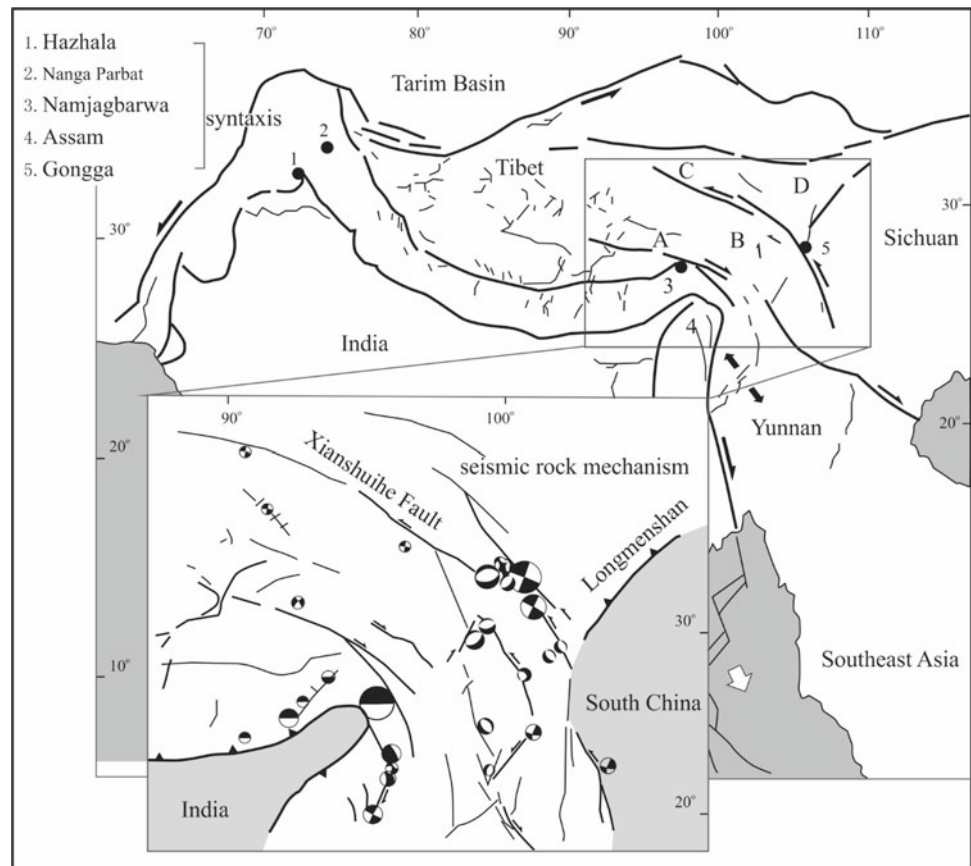 70°
80°
90°
100°
110°
1. Hazhala
2. Nanga Parbat
3. Namjagbarwa
4. Assam
5. Gongga
syntaxis
Tarim Basin
2
1
Tibet
C
D
30°
30°
A
B
5
Sichuan
3
India
4
Yunnan
20°
20°
90°
100°
Xianshuihe Fault
seismic rock mechanism
Longmenshan
30°
10°
Southeast Asia
South China
India
20°